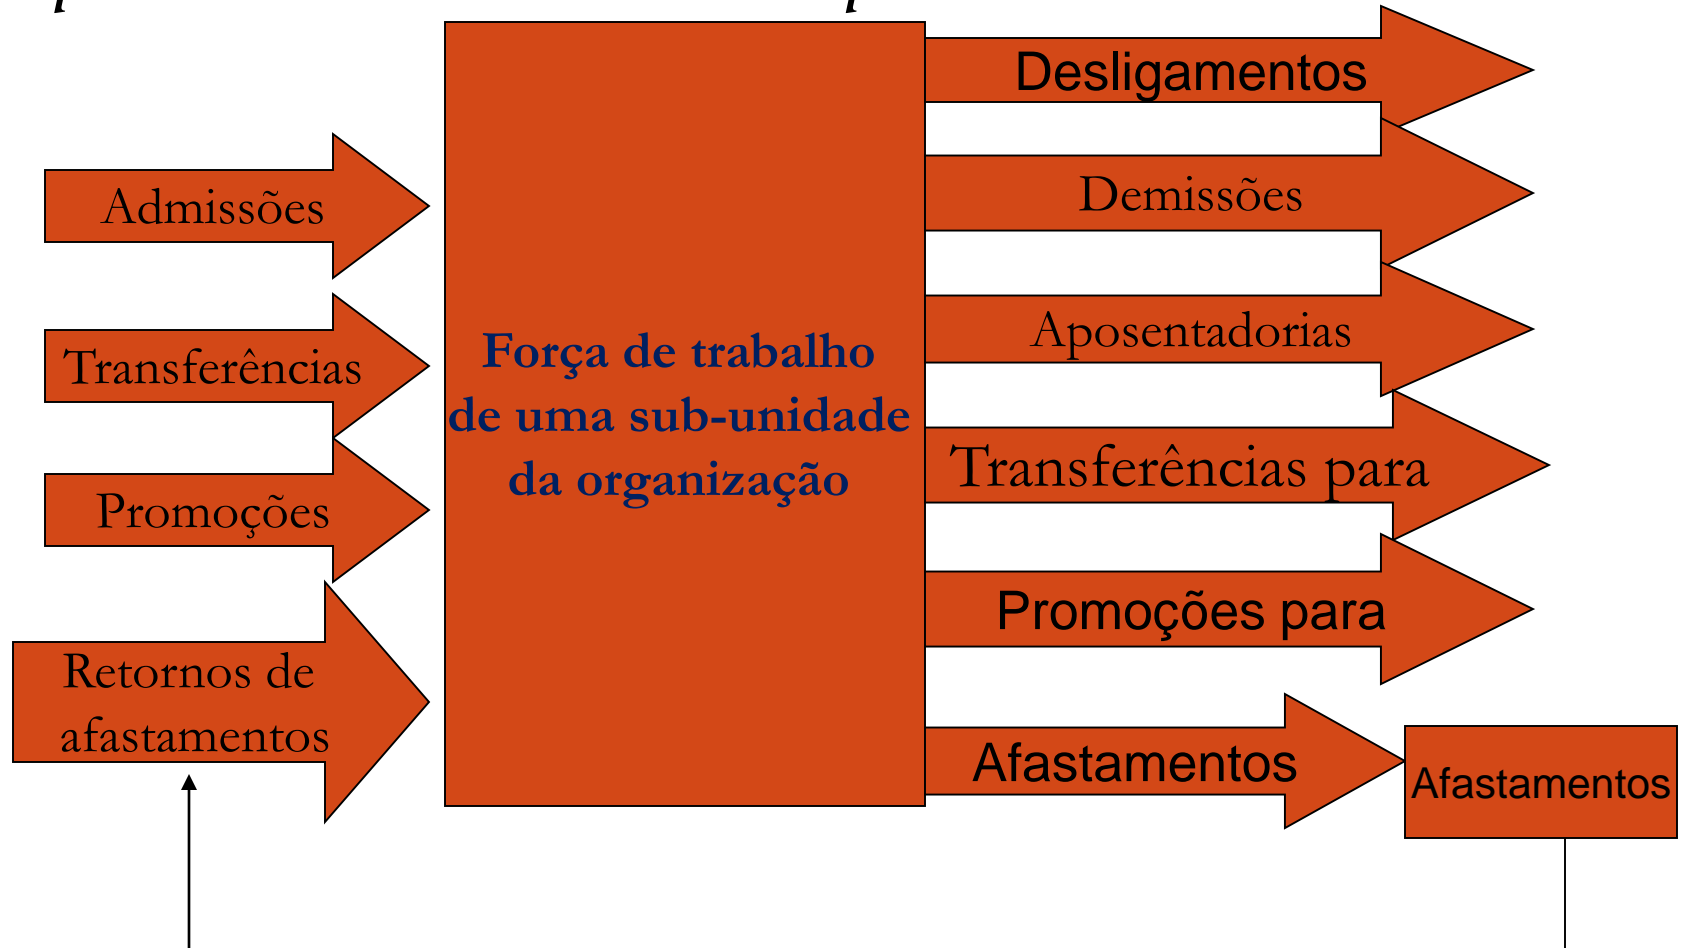 Admissões
Transferências
Promoções
Retornos de
afastamentos
Força de trabalho
de uma sub-unidade
da organização
Desligamentos
Demissões
Aposentadorias
Transferências para
Promoções para
Afastamentos
Afastamentos